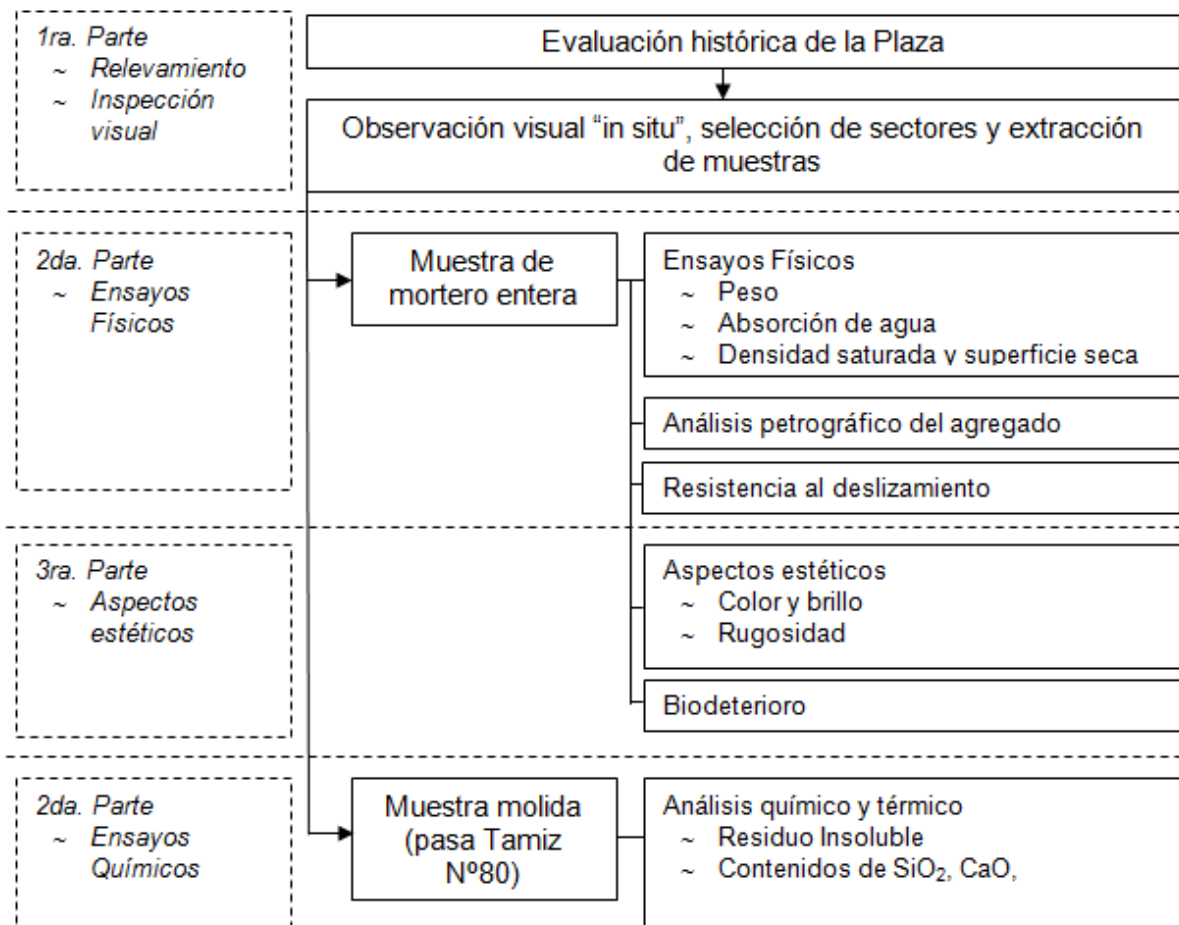 1ra. Parte
~ Relevamiento
~ Inspección
visual
Evaluación histórica de la Plaza
Observación visual “in situ”, selección de sectores y extracción
de muestras
2da. Parte
~ Ensayos
Físicos
Muestra de
mortero entera
Ensayos Físicos
~ Peso
~ Absorción de agua
~ Densidad saturada y superficie seca
Análisis petrográfico del agregado
Resistencia al deslizamiento
3ra. Parte
~ Aspectos
estéticos
Aspectos estéticos
~ Color y brillo
~ Rugosidad
Biodeterioro
2da. Parte
~ Ensayos
Químicos
Muestra molida
(pasa Tamiz
Nº80)
Análisis químico y térmico
~ Residuo Insoluble
~ Contenidos de SiO₂, CaO,